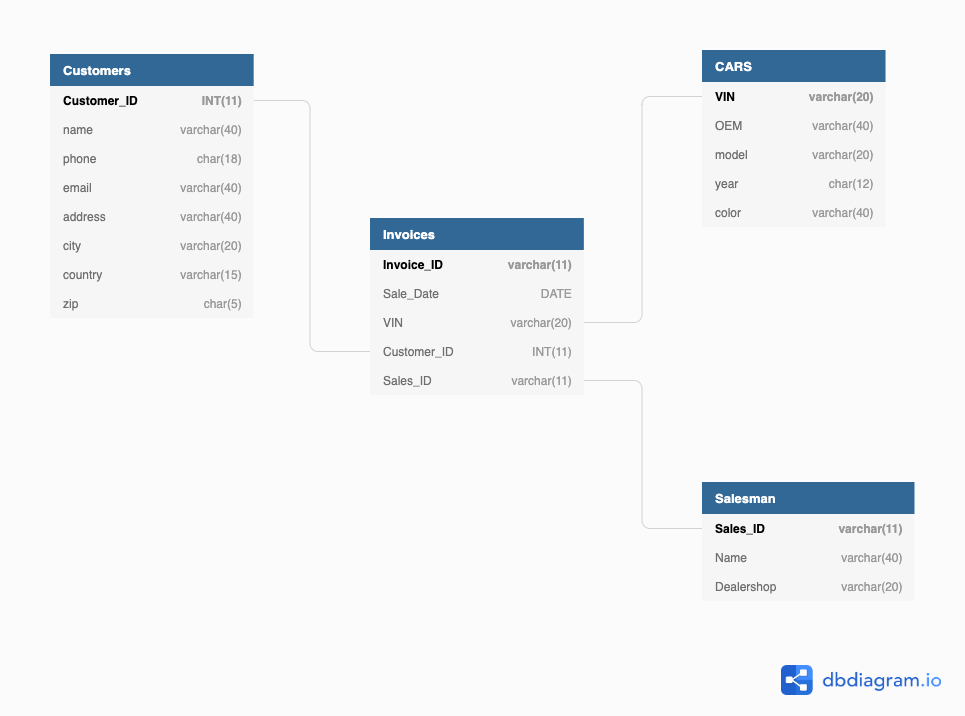 Customers
Customer_ID INT(11)
name varchar(40)
phone char(18)
email varchar(40)
address varchar(40)
city varchar(20)
country varchar(15)
zip char(5)
Invoices
Invoice_ID varchar(11)
Sale_Date DATE
VIN varchar(20)
Customer_ID INT(11)
Sales_ID varchar(11)
CARS
VIN varchar(20)
OEM varchar(40)
model varchar(20)
year char(12)
color varchar(40)
Salesman
Sales_ID varchar(11)
Name varchar(40)
Dealershop varchar(20)
dbdiagram.io